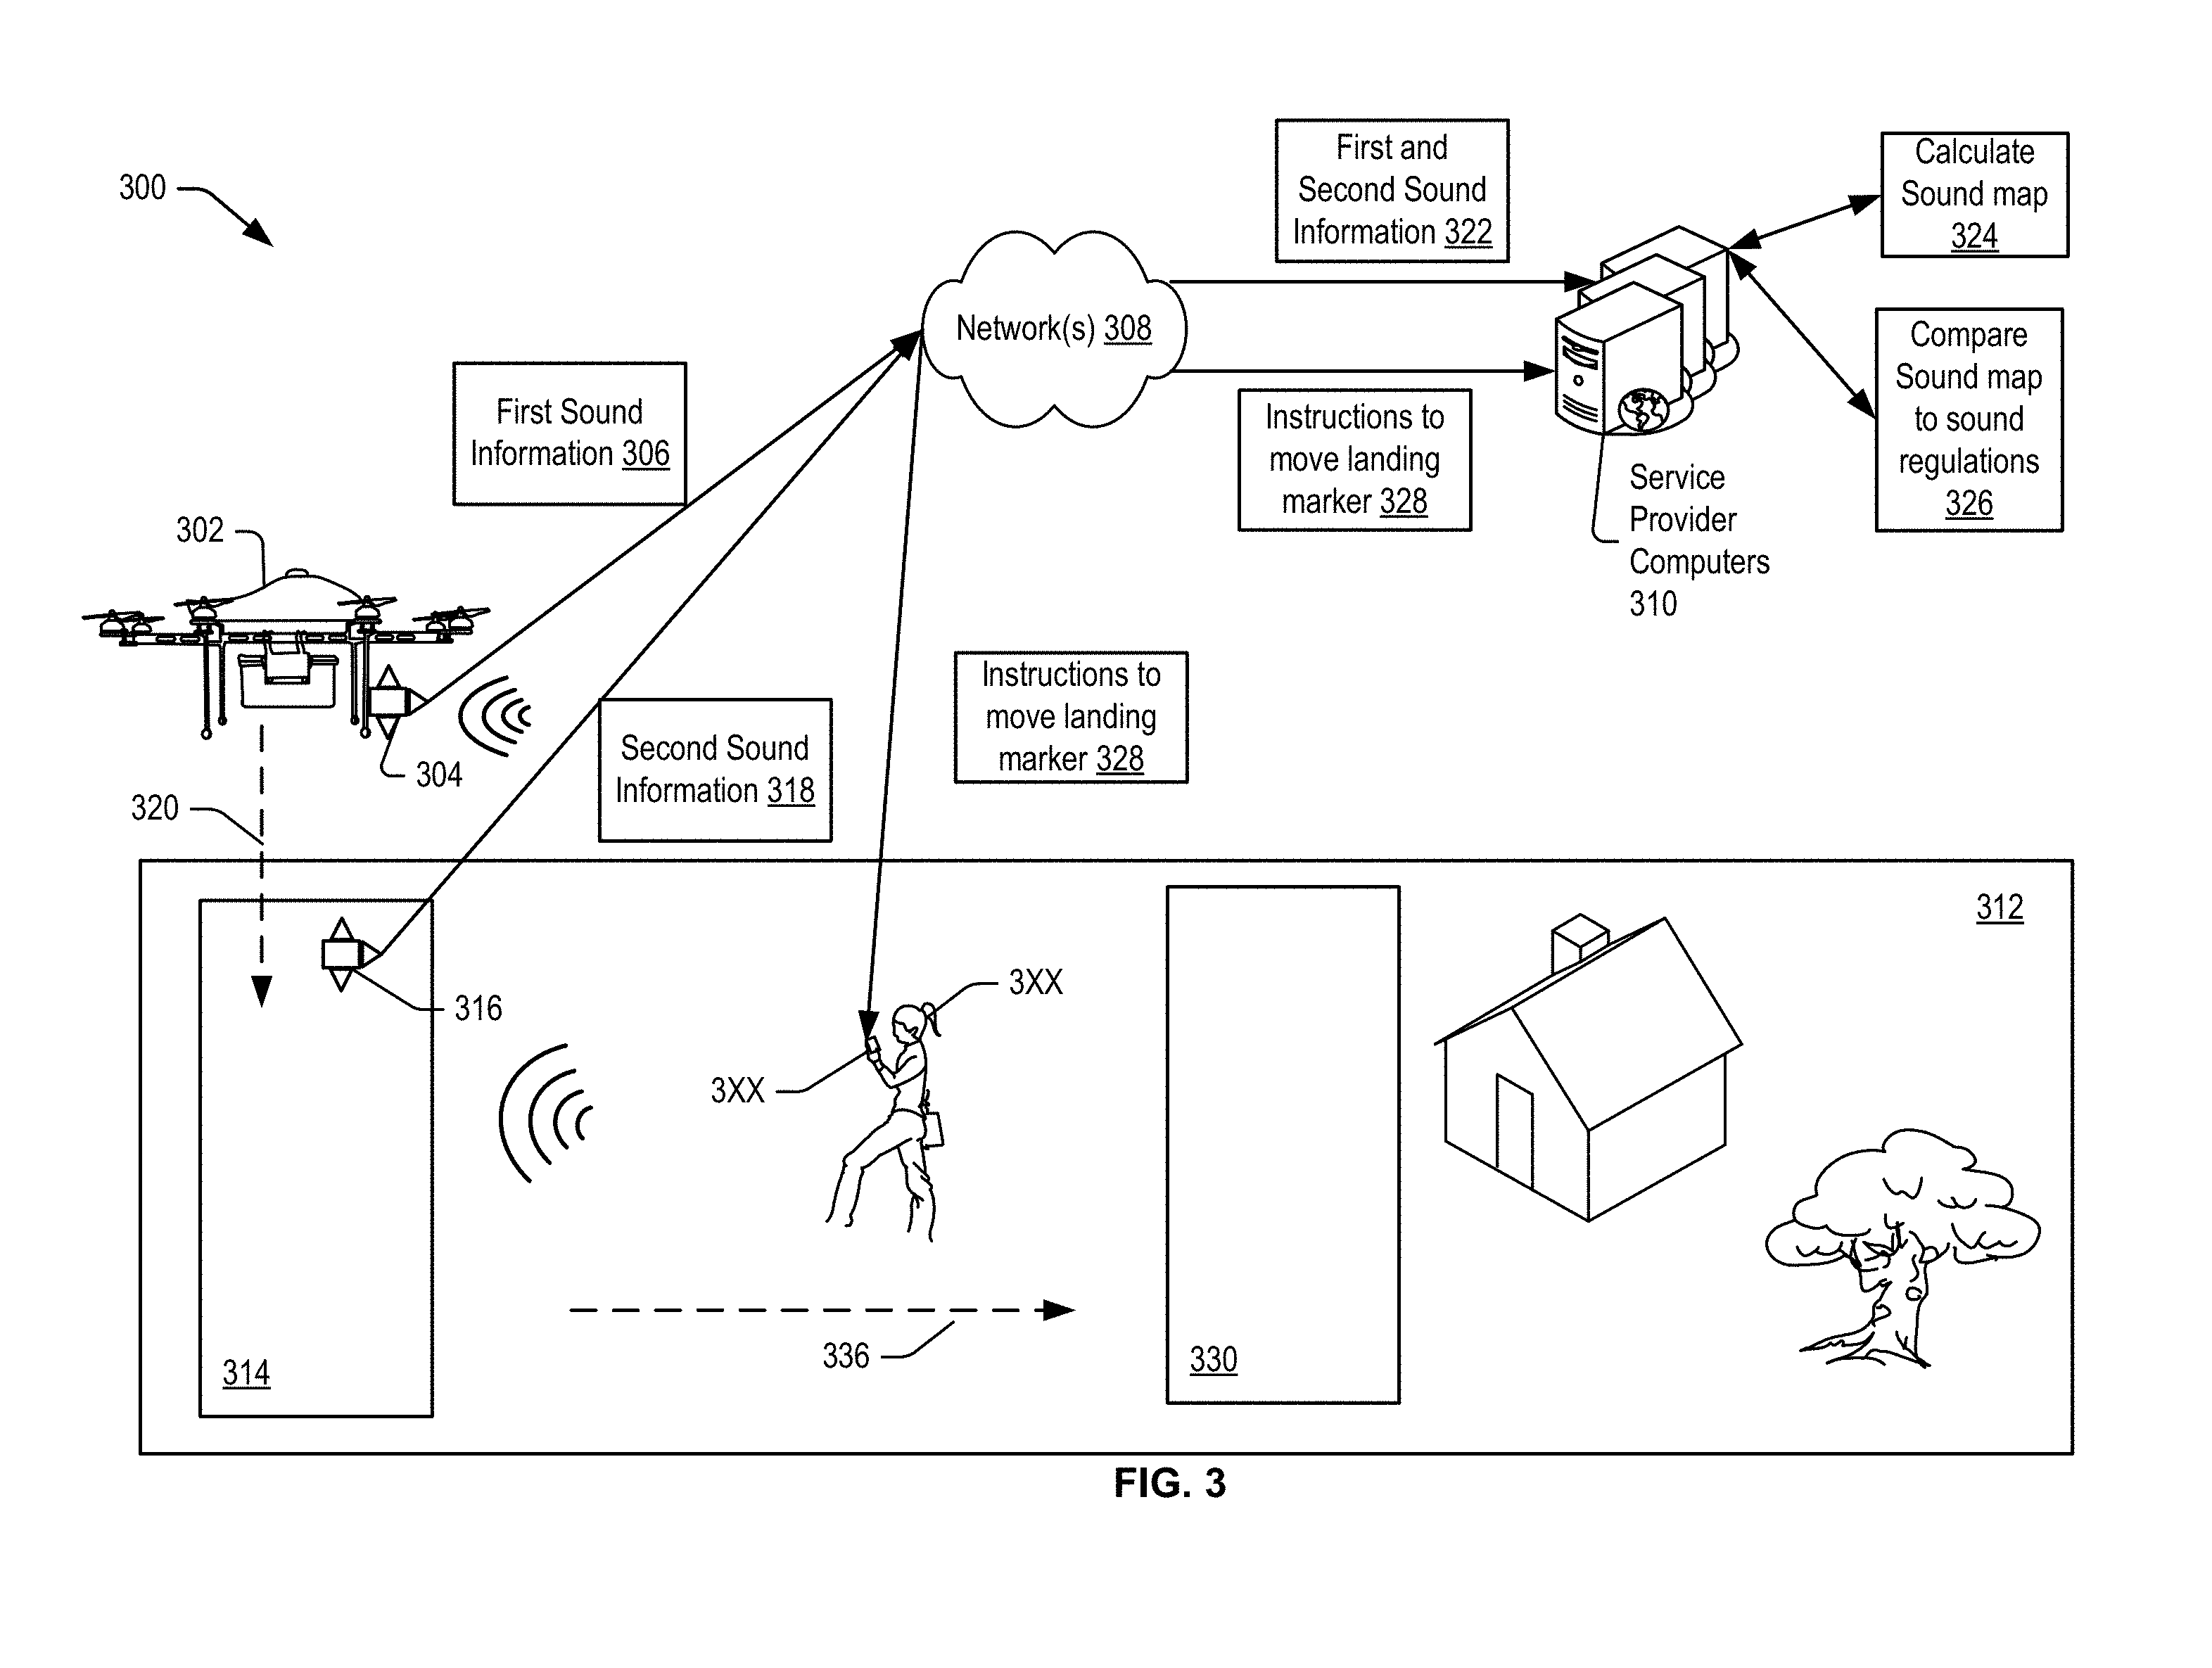 300
First and
Second Sound
Information 322
Calculate
Sound map
324
Network(s) 308
Compare
Sound map
to sound
regulations
326
First Sound
Information 306
Instructions to
move landing
marker 328
Service
Provider
Computers
310
302
304
Instructions to
move landing
marker 328
Second Sound
Information 318
320
312
316
3XX
3XX
336
314
330
FIG. 3